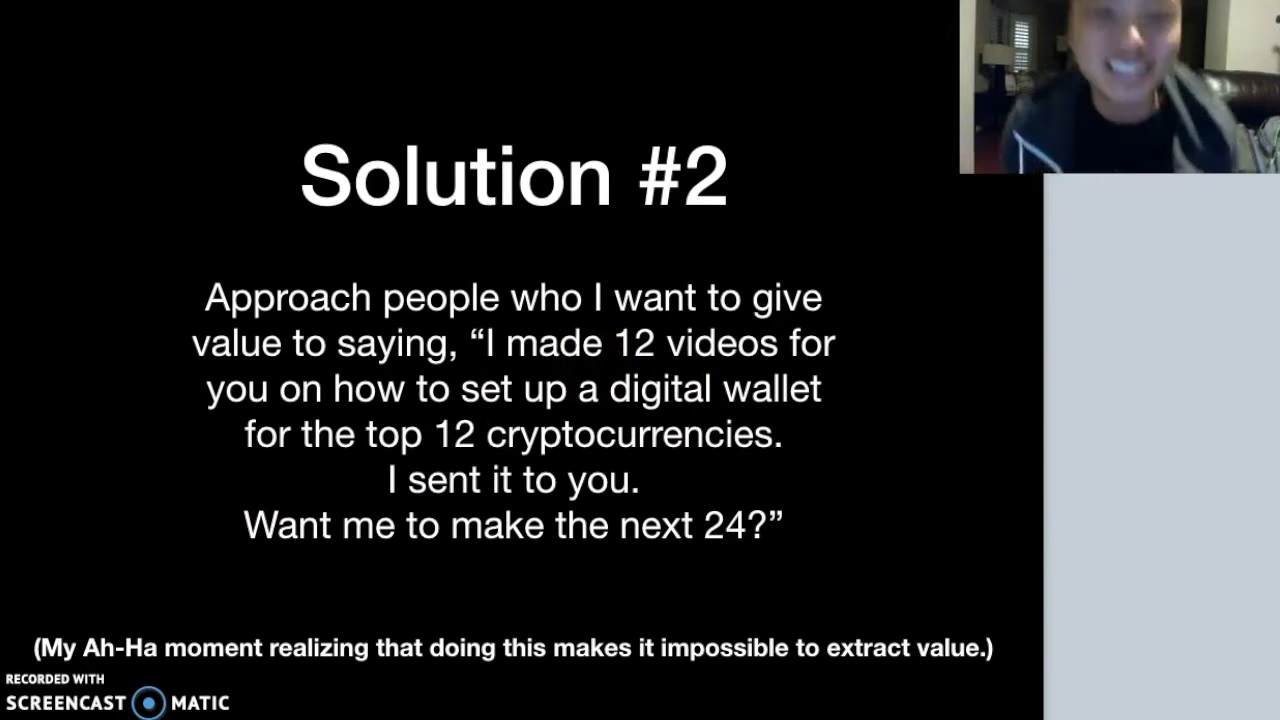 Solution #2
Approach people who I want to give
value to saying, “I made 12 videos for
you on how to set up a digital wallet
for the top 12 cryptocurrencies.
I sent it to you.
Want me to make the next 24?”
(My Ah-Ha moment realizing that doing this makes it impossible to extract value.)
RECORDED WITH
SCREENCAST MATIC